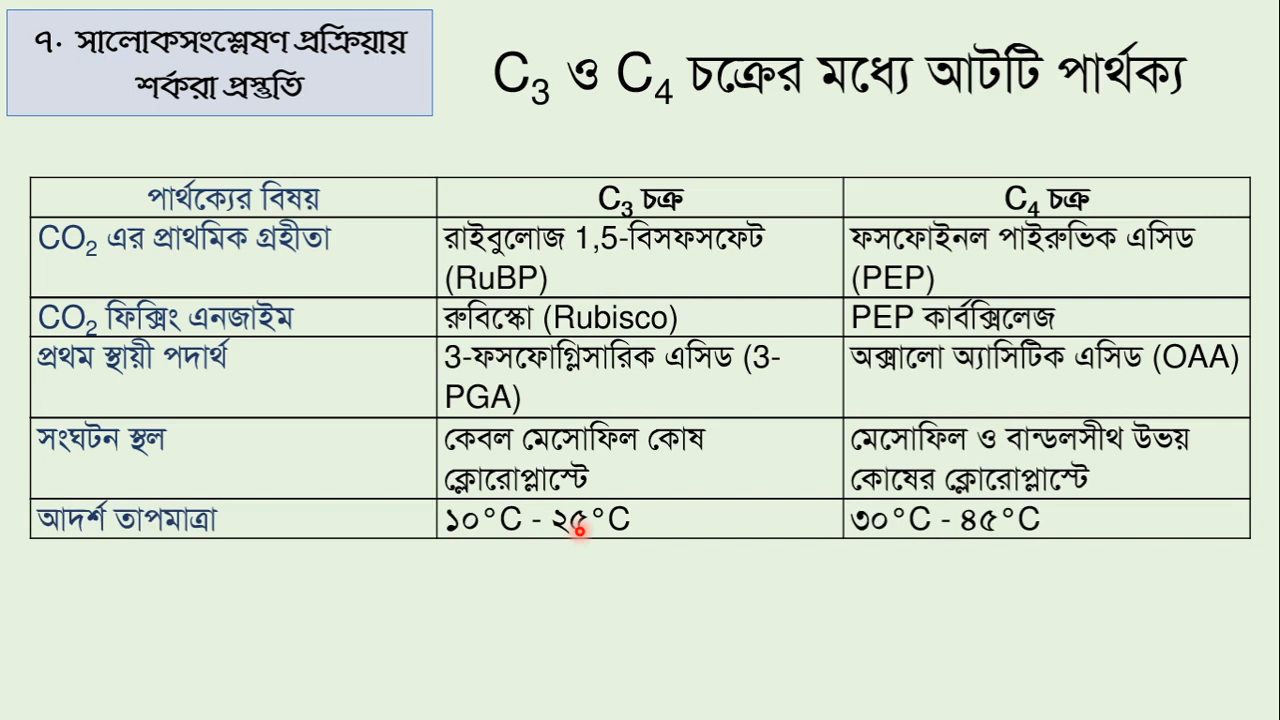 ৭. সালোকসংশ্লেষণ প্রক্রিয়ায়
শর্করা প্রস্তুতি
C₃ ও C₄ চক্রের মধ্যে আটটি পার্থক্য
পার্থক্যের বিষয় C₃ চক্র C₄ চক্র
CO₂ এর প্রাথমিক গ্রহীতা রাইবুলোজ 1,5-বিসফসফেট ফসফোইনল পাইরুভিক এসিড
(RuBP) (PEP)
CO₂ ফিক্সিং এনজাইম রুবিস্কো (Rubisco) PEP কার্বক্সিলেজ
প্রথম স্থায়ী পদার্থ 3-ফসফোগ্লিসারিক এসিড (3- অক্সালো অ্যাসিটিক এসিড (OAA)
PGA)
সংঘটন স্থল কেবল মেসোফিল কোষ মেসোফিল ও বান্ডলসীথ উভয়
ক্লোরোপ্লাস্টে কোষের ক্লোরোপ্লাস্টে
আদর্শ তাপমাত্রা ১০°C - ২৫°C ৩০°C - ৪৫°C